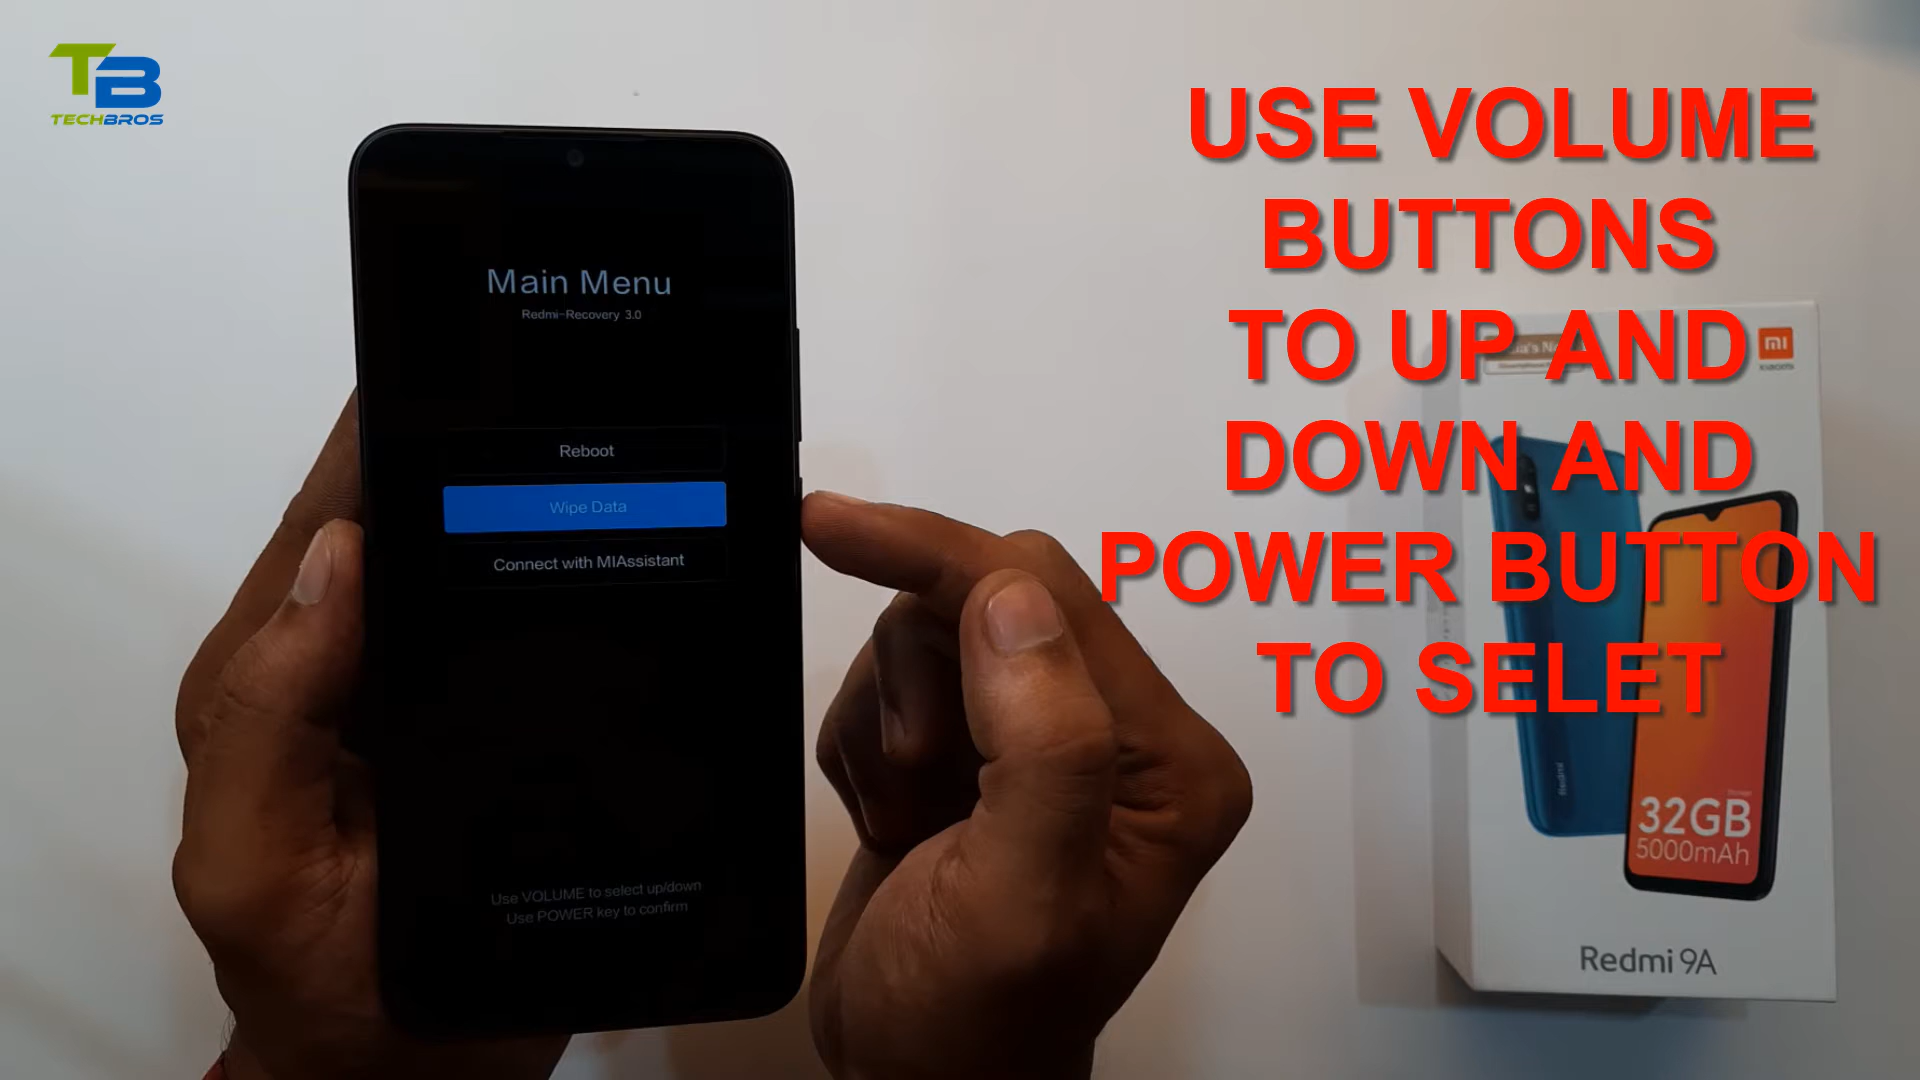 TB
TECHBROS
USE VOLUME
BUTTONS
TO UP AND
DOWN AND
POWER BUTTON
TO SELET
Main Menu
Redmi-Recovery 3.0
Reboot
Wipe Data
Connect with MIAssistant
Use VOLUME to select up/down
Use POWER key to confirm
mi
XIAOMI
Redmi
32GB
5000mAh
Redmi 9A